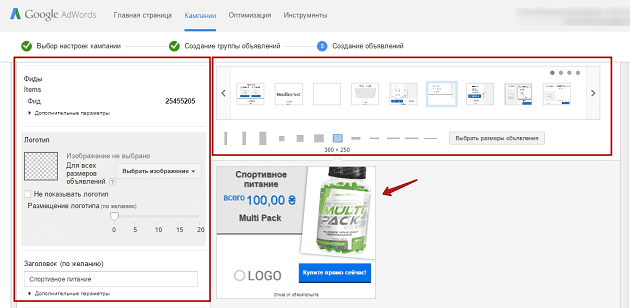 Google AdWords
Главная страница Кампании Оптимизация Инструменты
Выбор настроек кампании
Создание группы объявлений
3 Создание объявлений
Фиды
Items
Фид 25455205
Дополнительные параметры
Логотип
Изображение не выбрано
Для всех размеров объявлений ?
Выбрать изображение
Не показывать логотип
Размещение логотипа (по желанию)
0 5 10 15 20
Заголовок (по желанию)
Спортивное питание
Дополнительные параметры
Headline text
Выбрать размеры объявления
300 × 250
Спортивное
питание
всего 100,00 ₴
Multi Pack
MULTI
PACK
LOGO
Купите прямо сейчас!
Отказ от обязательств